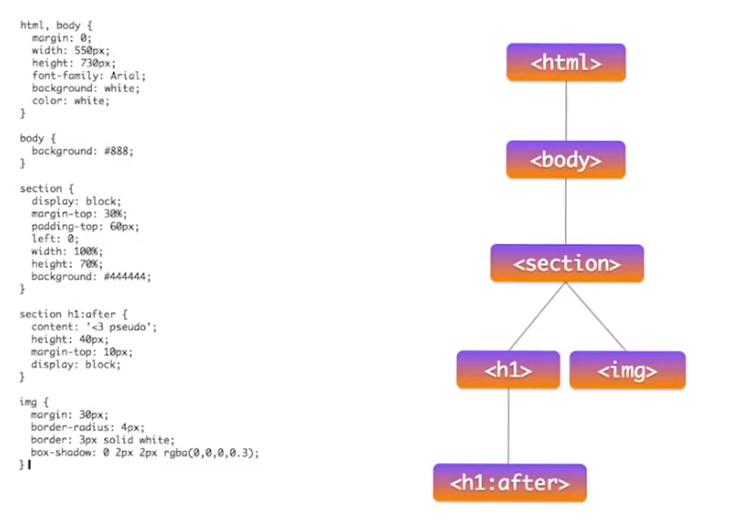 html, body {
margin: 0;
width: 550px;
height: 730px;
font-family: Arial;
background: white;
color: white;
}
body {
background: #888;
}
section {
display: block;
margin-top: 30%;
padding-top: 60px;
left: 0;
width: 100%;
height: 70%;
background: #444444;
}
section h1:after {
content: '<3 pseudo';
height: 40px;
margin-top: 10px;
display: block;
}
img {
margin: 30px;
border-radius: 4px;
border: 3px solid white;
box-shadow: 0 2px 2px rgba(0,0,0,0.3);
}
<html>
<body>
<section>
<h1>
<img>
<h1:after>